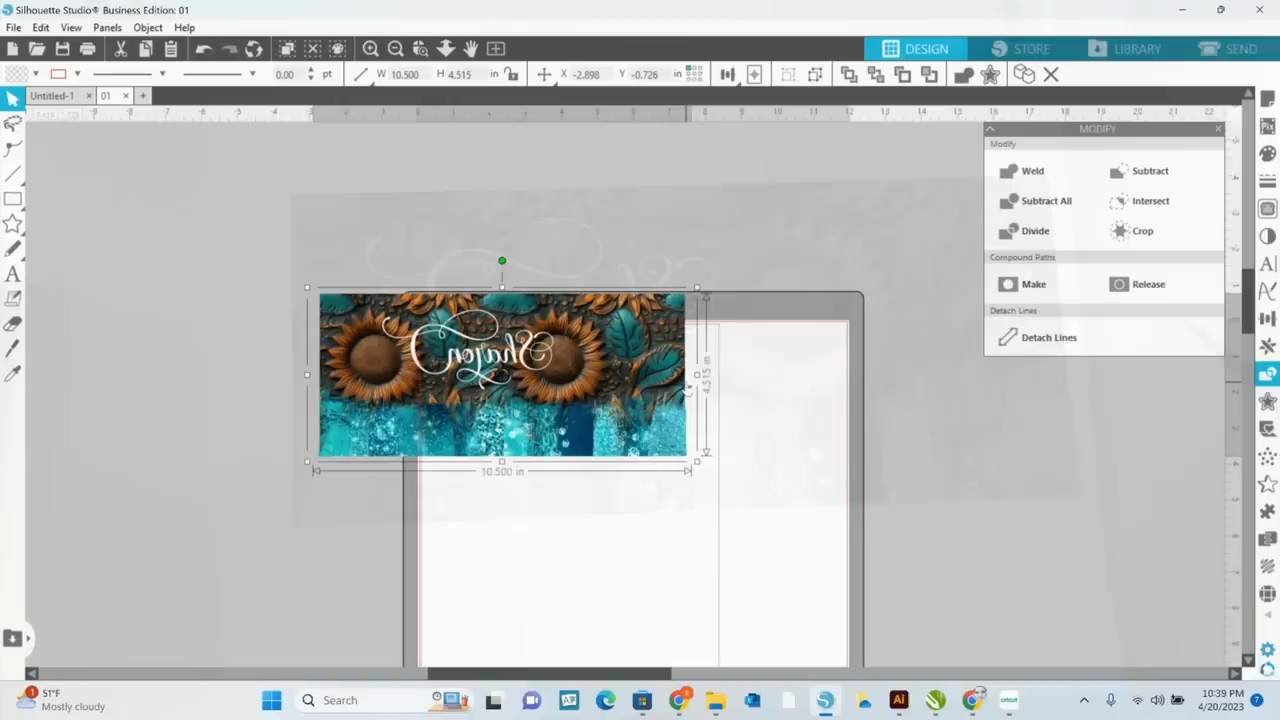 Silhouette Studio® Business Edition: 01
File Edit View Panels Object Help
DESIGN STORE LIBRARY SEND
0.00 pt W 10.500 H 4.515 in X -2.898 Y -0.726 in
Untitled-1 × 01 × +
MODIFY
Modify
Weld Subtract
Subtract All Intersect
Divide Crop
Compound Paths
Make Release
Detach Lines
Detach Lines
Sharon
4.515 in
10.500 in
51°F
Mostly cloudy
Search
10:39 PM
4/20/2023